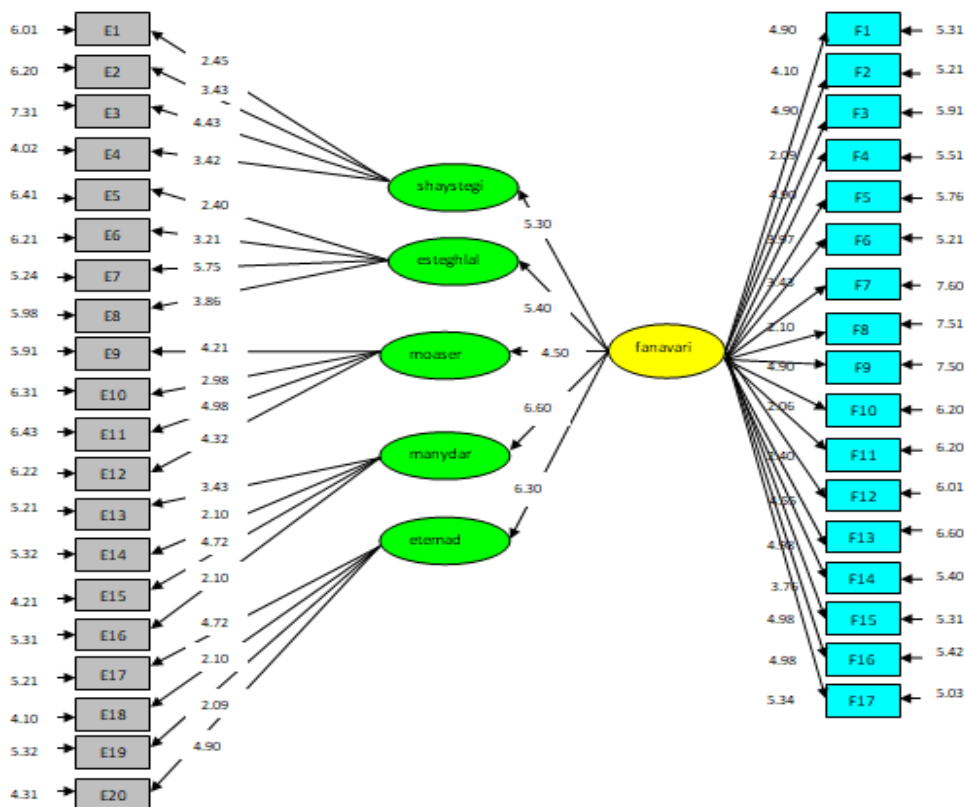 6.01 E1 2.45
6.20 E2 3.43
7.31 E3 4.43
4.02 E4 3.42
6.41 E5 2.40
6.21 E6 3.21
5.24 E7 5.75
5.98 E8 3.86
5.91 E9 4.21
6.31 E10 2.98
6.43 E11 4.98
6.22 E12 4.32
5.21 E13 3.43
5.32 E14 2.10
4.21 E15 4.72
5.31 E16 2.10
5.21 E17 4.72
4.10 E18 2.10
5.32 E19 2.09
4.31 E20 4.90
shaystegi
esteghlal
moaser
manydar
etemad
5.30
5.40
4.50
6.60
6.30
fanavari
4.90 F1 5.31
4.10 F2 5.21
4.90 F3 5.91
2.09 F4 5.51
4.90 F5 5.76
3.97 F6 5.21
3.43 F7 7.60
2.10 F8 7.51
4.90 F9 7.50
2.06 F10 6.20
2.40 F11 6.20
F12 6.01
F13 6.60
3.76 F14 5.40
4.98 F15 5.31
4.98 F16 5.42
5.34 F17 5.03